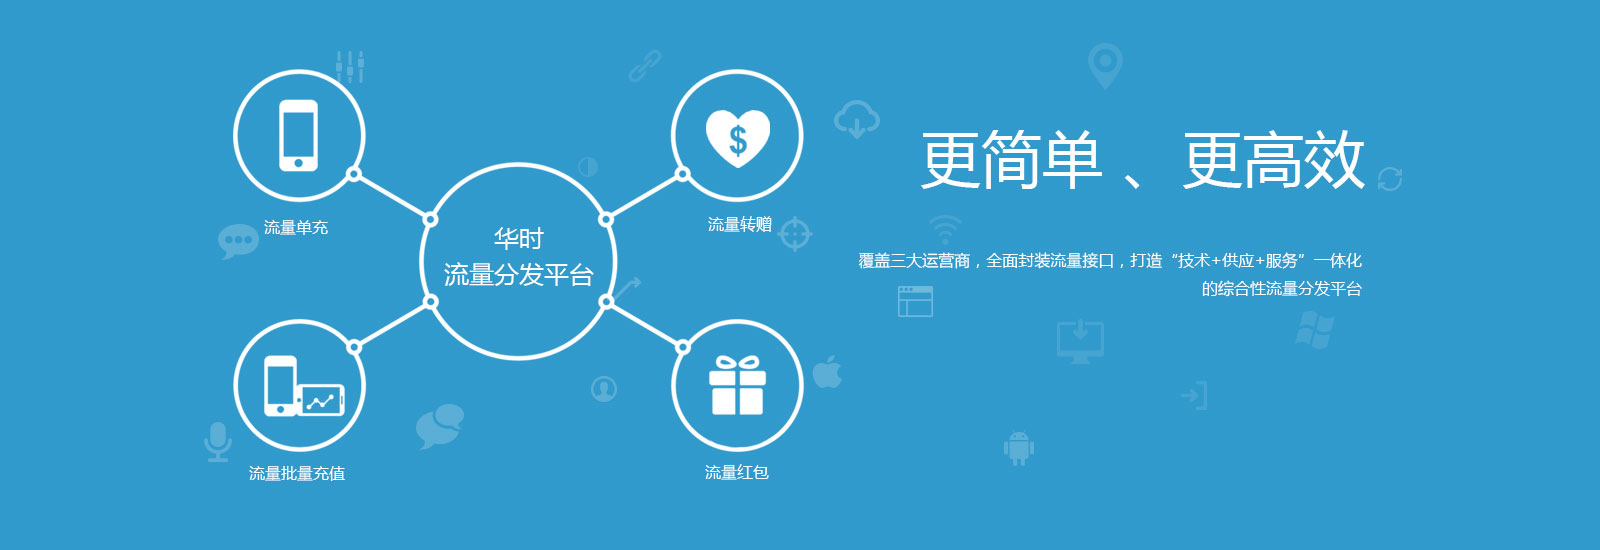 更简单、更高效
流量单充
流量转赠
华时
流量分发平台
覆盖三大运营商，全面封装流量接口，打造“技术+供应+服务”一体化
的综合性流量分发平台
流量批量充值
流量红包